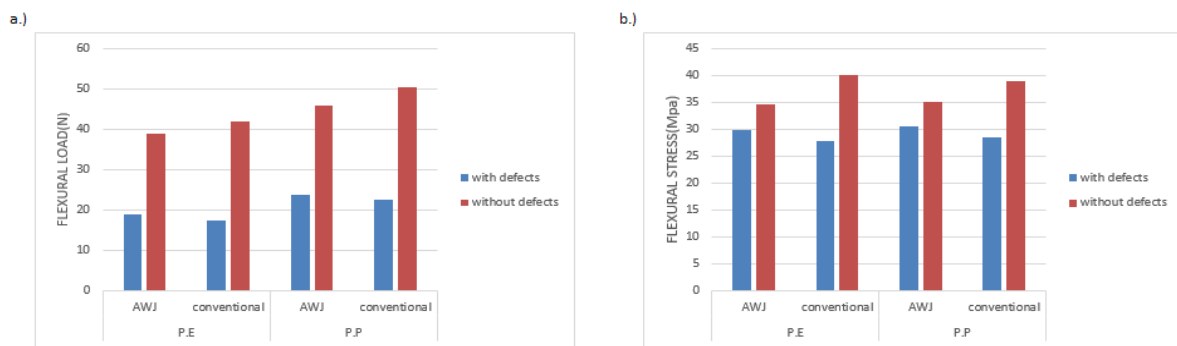 a.)
60
50
40
30
20
10
0
FLEXURAL LOAD(N)
AWJ conventional AWJ conventional
P.E P.P
with defects
without defects
b.)
45
40
35
30
25
20
15
10
5
0
FLEXURAL STRESS(Mpa)
AWJ conventional AWJ conventional
P.E P.P
with defects
without defects